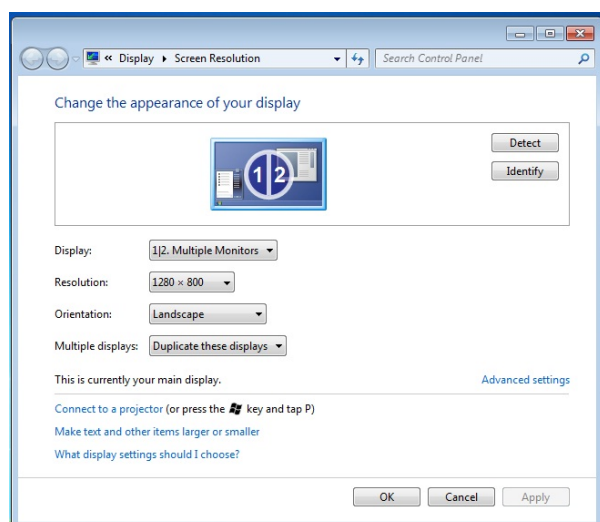 « Display ▸ Screen Resolution Search Control Panel
Change the appearance of your display
1|2
Detect
Identify
Display: 1|2. Multiple Monitors
Resolution: 1280 × 800
Orientation: Landscape
Multiple displays: Duplicate these displays
This is currently your main display. Advanced settings
Connect to a projector (or press the key and tap P)
Make text and other items larger or smaller
What display settings should I choose?
OK Cancel Apply